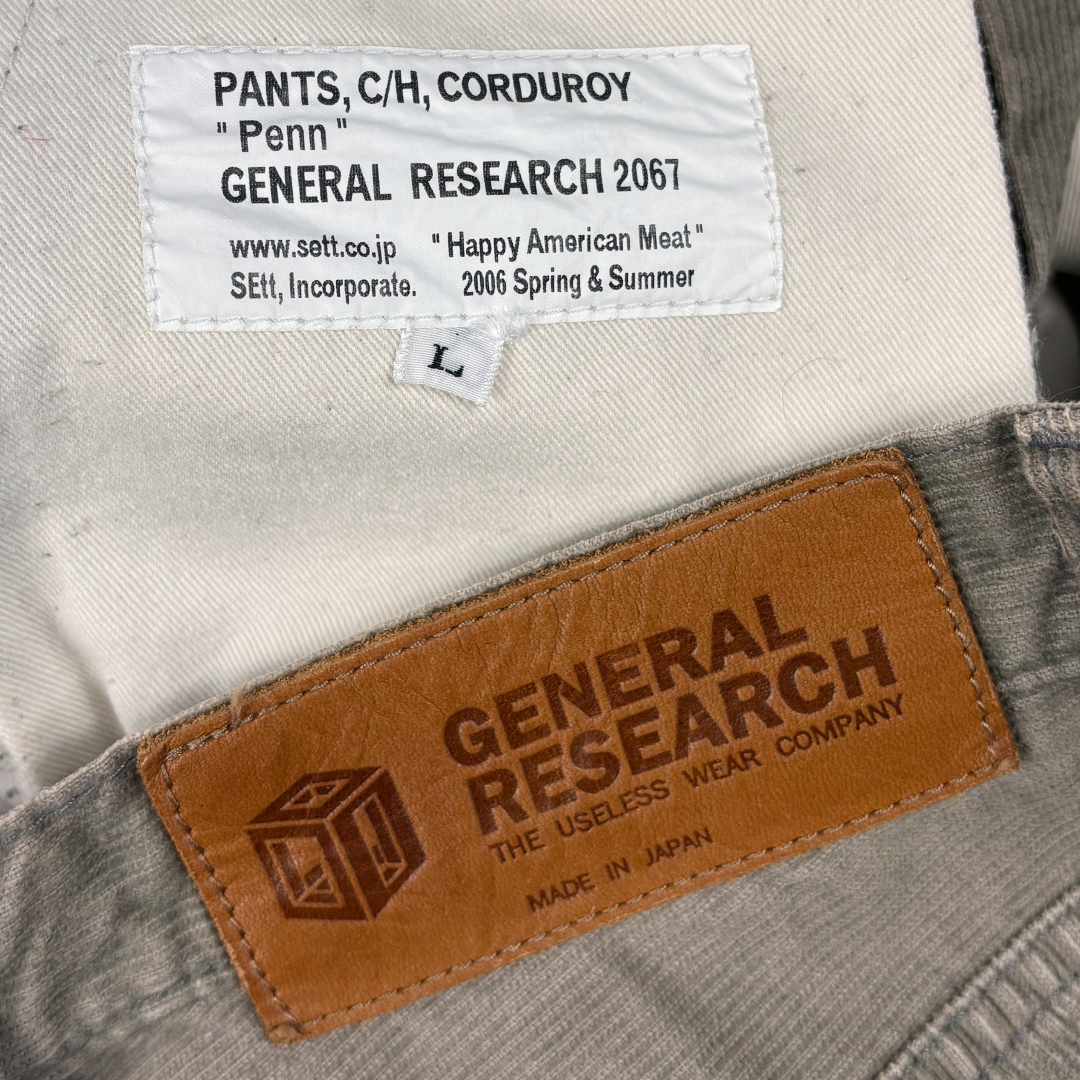 PANTS, C/H, CORDUROY
" Penn "
GENERAL RESEARCH 2067
www.sett.co.jp " Happy American Meat "
SEtt, Incorporate. 2006 Spring & Summer
L
GENERAL
RESEARCH
THE USELESS WEAR COMPANY
MADE IN JAPAN